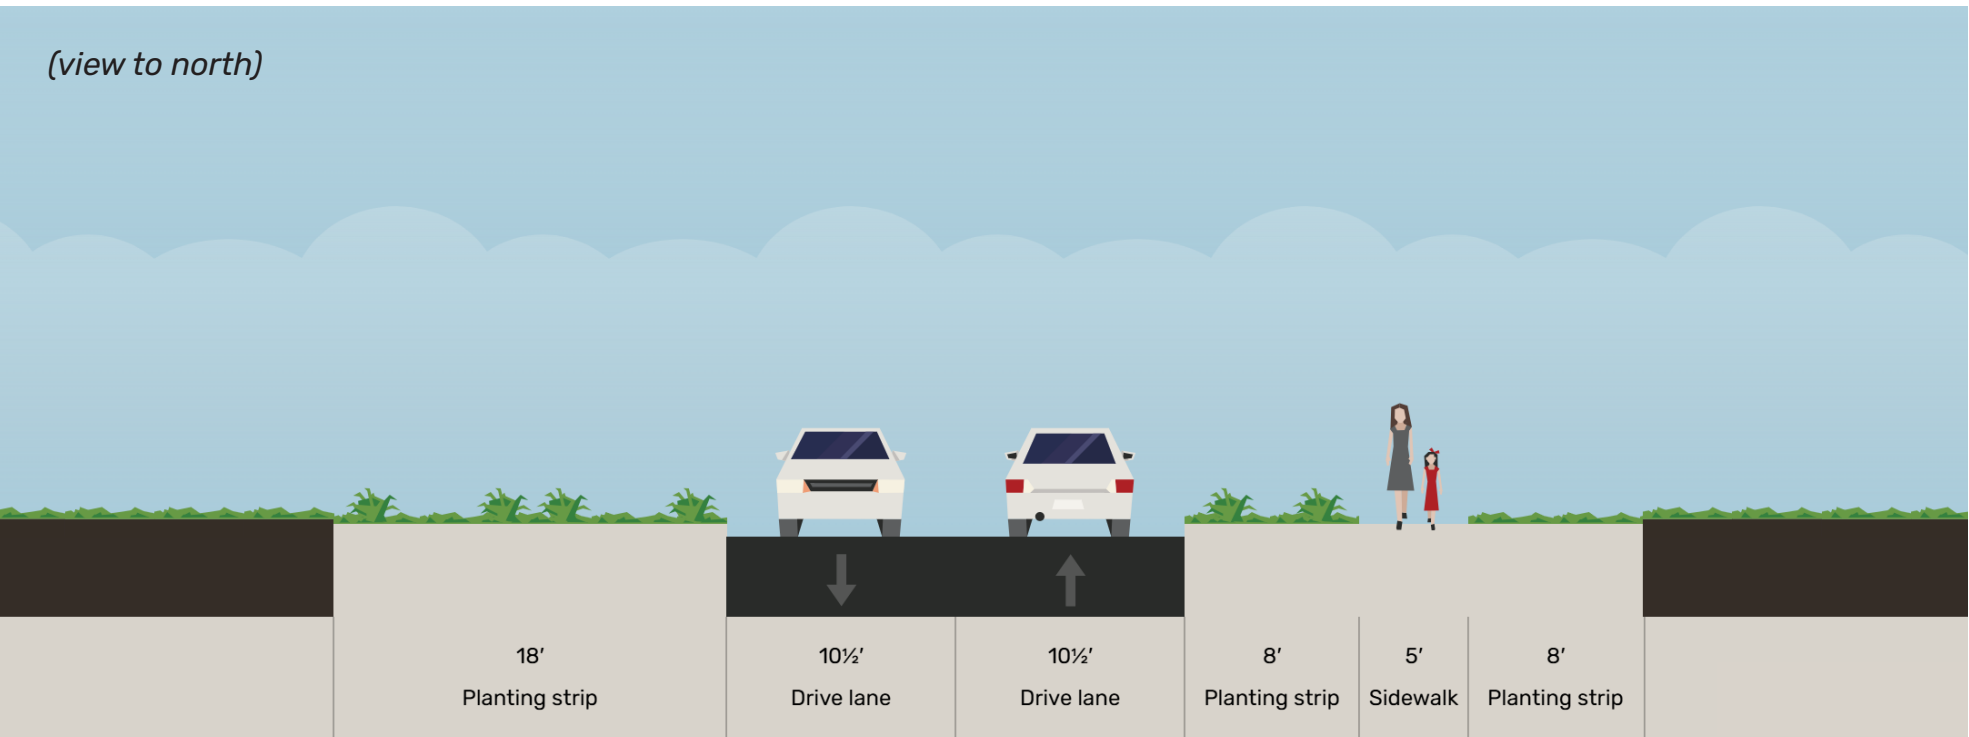 (view to north)
18′ 10½′ 10½′ 8′ 5′ 8′
Planting strip Drive lane Drive lane Planting strip Sidewalk Planting strip